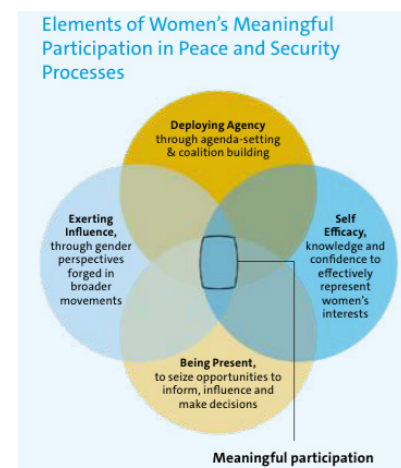 Elements of Women's Meaningful
Participation in Peace and Security
Processes
Deploying Agency
through agenda-setting
& coalition building
Exerting
Influence,
through gender
perspectives
forged in
broader
movements
Self
Efficacy,
knowledge and
confidence to
effectively
represent
women's
interests
Being Present,
to seize opportunities to
inform, influence and
make decisions
Meaningful participation